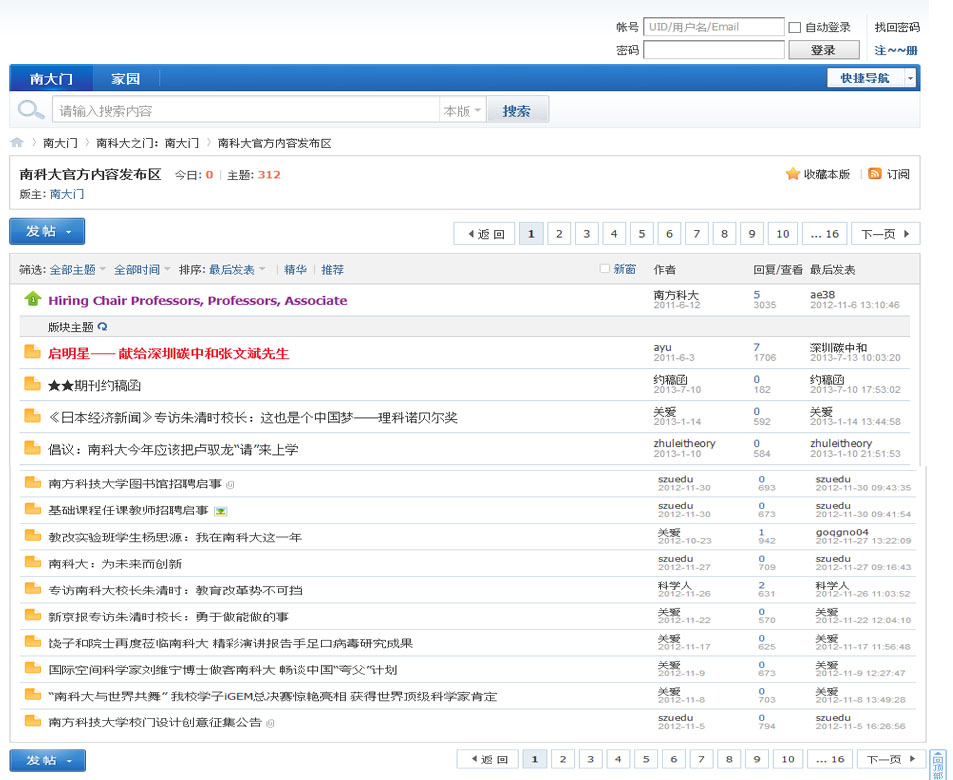 帐号 UID/用户名/Email 自动登录 找回密码
密码 登录 注~~册
南大门 家园 快捷导航
请输入搜索内容 本版 搜索
南大门 南科大之门：南大门 南科大官方内容发布区
南科大官方内容发布区 今日: 0 主题: 312 收藏本版 订阅
版主: 南大门
发帖 返回 1 2 3 4 5 6 7 8 9 10 ... 16 下一页
筛选: 全部主题 全部时间 排序: 最后发表 精华 推荐 新窗 作者 回复/查看 最后发表
Hiring Chair Professors, Professors, Associate 南方科大 5 ae38
2011-6-12 3035 2012-11-6 13:10:46
版块主题
启明星—— 献给深圳碳中和张文斌先生 ayu 7 深圳碳中和
2011-6-3 1706 2013-7-13 10:03:20
★★期刊约稿函 约稿函 0 约稿函
2013-7-10 182 2013-7-10 17:53:02
《日本经济新闻》专访朱清时校长：这也是个中国梦——理科诺贝尔奖 关爱 0 关爱
2013-1-14 592 2013-1-14 13:44:58
倡议：南科大今年应该把卢驭龙“请”来上学 zhuleitheory 0 zhuleitheory
2013-1-10 584 2013-1-10 21:51:53
南方科技大学图书馆招聘启事 szuedu 0 szuedu
2012-11-30 693 2012-11-30 09:43:35
基础课程任课教师招聘启事 szuedu 0 szuedu
2012-11-30 673 2012-11-30 09:41:54
教改实验班学生杨思源：我在南科大这一年 关爱 1 goqgno04
2012-10-23 942 2012-11-27 13:22:09
南科大：为未来而创新 szuedu 0 szuedu
2012-11-27 709 2012-11-27 09:16:43
专访南科大校长朱清时：教育改革势不可挡 科学人 2 科学人
2012-11-26 631 2012-11-26 11:03:52
新京报专访朱清时校长：勇于做能做的事 关爱 0 关爱
2012-11-22 570 2012-11-22 12:04:10
饶子和院士再度莅临南科大 精彩演讲报告手足口病毒研究成果 关爱 0 关爱
2012-11-17 625 2012-11-17 11:56:48
国际空间科学家刘维宁博士做客南科大 畅谈中国“夸父”计划 关爱 0 关爱
2012-11-9 673 2012-11-9 12:27:47
“南科大与世界共舞” 我校学子iGEM总决赛惊艳亮相 获得世界顶级科学家肯定 关爱 0 关爱
2012-11-8 703 2012-11-8 13:49:28
南方科技大学校门设计创意征集公告 szuedu 0 szuedu
2012-11-5 794 2012-11-5 16:26:56
发帖 返回 1 2 3 4 5 6 7 8 9 10 ... 16 下一页
回顶部